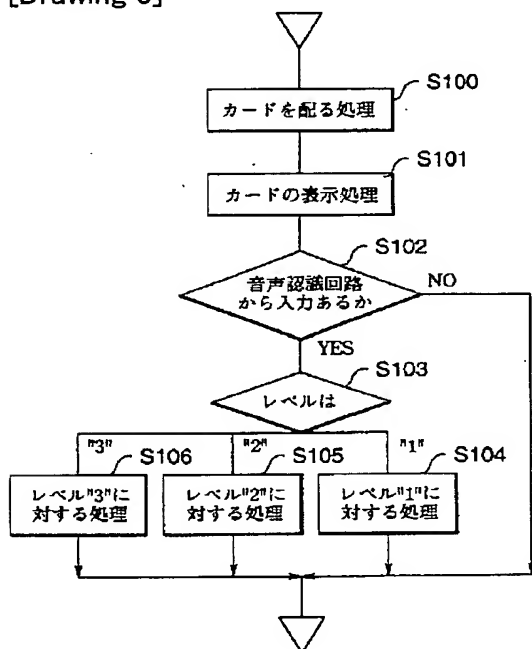 S100
カードを配る処理
S101
カードの表示処理
S102
音声認識回路
から入力あるか
NO
YES
S103
レベルは
"3"
S106
"2"
S105
"1"
S104
レベル"3"に
対する処理
レベル"2"に
対する処理
レベル"1"に
対する処理